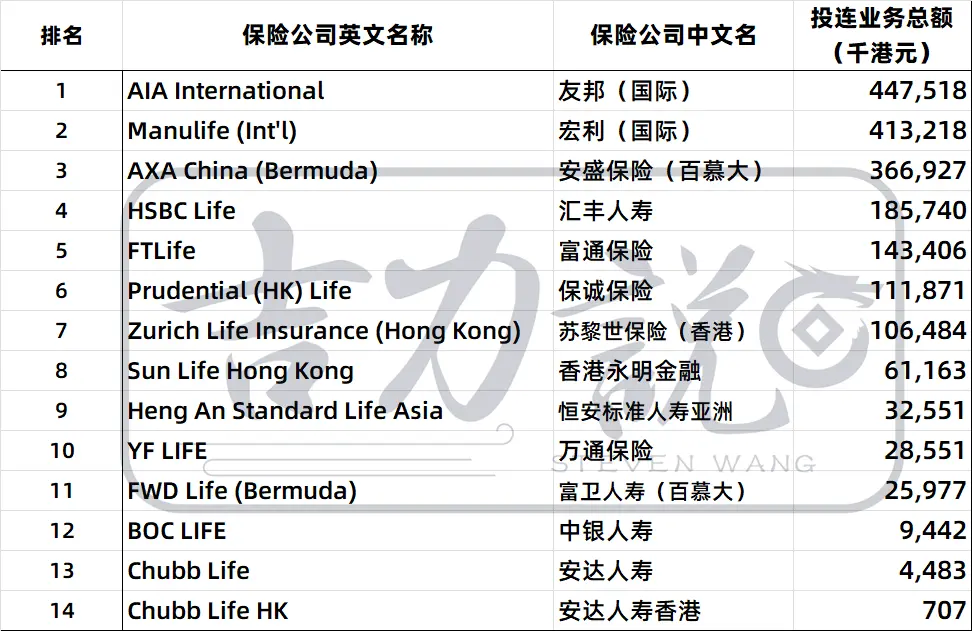 排名 保险公司英文名称 保险公司中文名 投连业务总额
（千港元）
1 AIA International 友邦（国际） 447,518
2 Manulife (Int'l) 宏利（国际） 413,218
3 AXA China (Bermuda) 安盛保险（百慕大） 366,927
4 HSBC Life 汇丰人寿 185,740
5 FTLife 富通保险 143,406
6 Prudential (HK) Life 保诚保险 111,871
7 Zurich Life Insurance (Hong Kong) 苏黎世保险（香港） 106,484
8 Sun Life Hong Kong 香港永明金融 61,163
9 Heng An Standard Life Asia 恒安标准人寿亚洲 32,551
10 YF LIFE 万通保险 28,551
11 FWD Life (Bermuda) 富卫人寿（百慕大） 25,977
12 BOC LIFE 中银人寿 9,442
13 Chubb Life 安达人寿 4,483
14 Chubb Life HK 安达人寿香港 707
古力说
STEVEN WANG